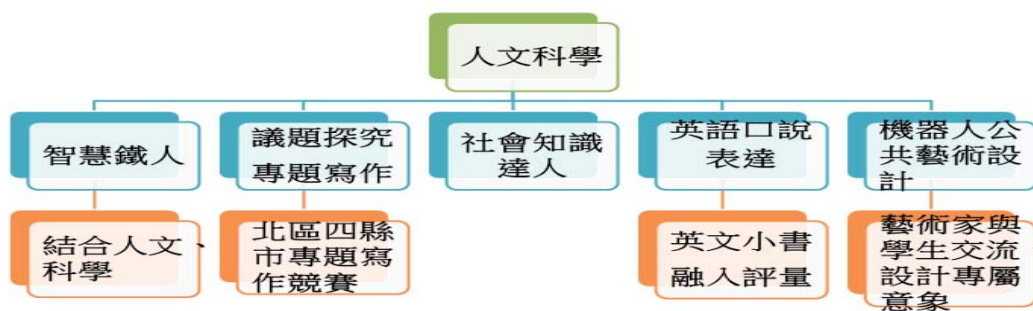 人文科學
智慧鐵人
議題探究
專題寫作
社會知識
達人
英語口說
表達
機器人公
共藝術設
計
結合人文、
科學
北區四縣
市專題寫
作競賽
英文小書
融入評量
藝術家與
學生交流
設計專屬
意象